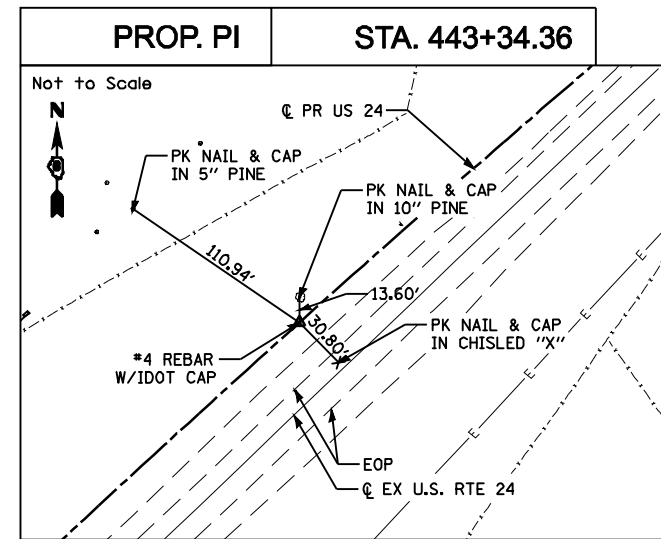 PROP. PI
STA. 443+34.36
Not to Scale
N
℄ PR US 24
PK NAIL & CAP
IN 5" PINE
PK NAIL & CAP
IN 10" PINE
110.94'
13.60'
30.80'
PK NAIL & CAP
IN CHISLED "X"
#4 REBAR
W/IDOT CAP
E
E
E
EOP
℄ EX U.S. RTE 24